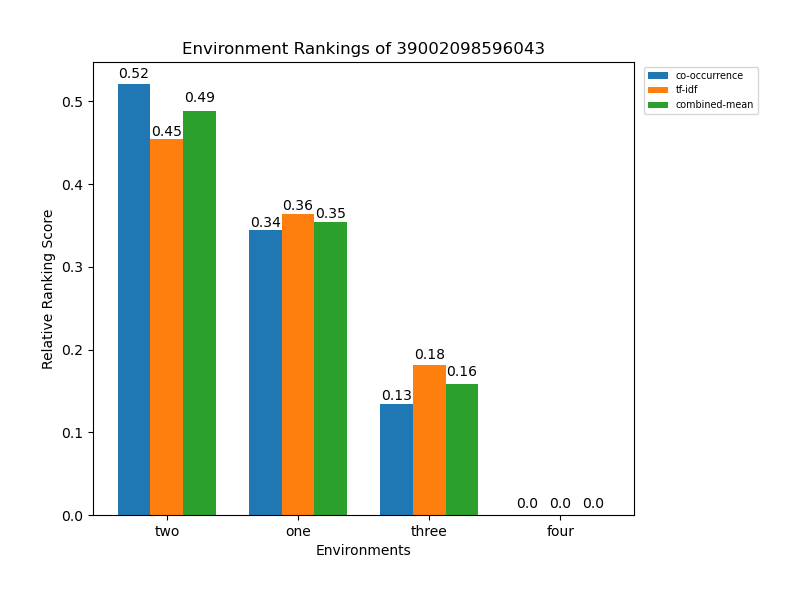 Environment Rankings of 39002098596043
co-occurrence
tf-idf
combined-mean
Relative Ranking Score
0.5
0.4
0.3
0.2
0.1
0.0
0.52
0.45
0.49
0.34
0.36
0.35
0.13
0.18
0.16
0.0 0.0 0.0
two one three four
Environments